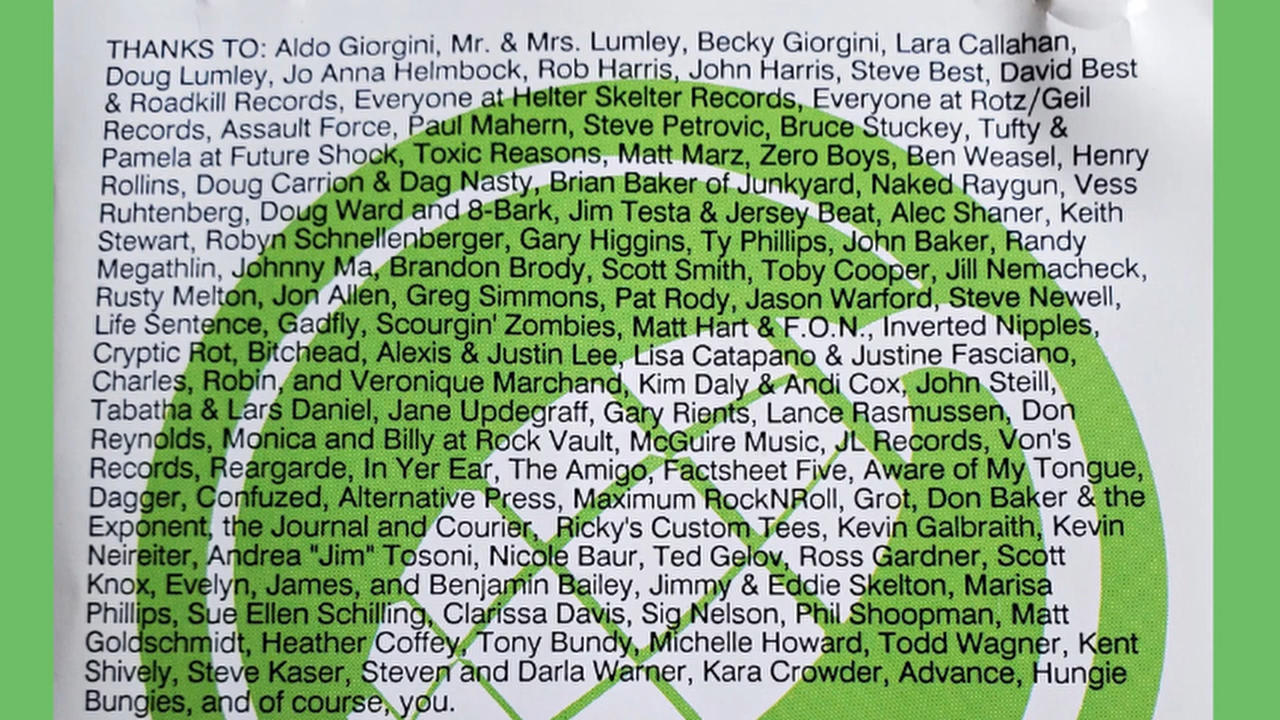 THANKS TO: Aldo Giorgini, Mr. & Mrs. Lumley, Becky Giorgini, Lara Callahan,
Doug Lumley, Jo Anna Helmbock, Rob Harris, John Harris, Steve Best, David Best
& Roadkill Records, Everyone at Helter Skelter Records, Everyone at Rotz/Geil
Records, Assault Force, Paul Mahern, Steve Petrovic, Bruce Stuckey, Tufty &
Pamela at Future Shock, Toxic Reasons, Matt Marz, Zero Boys, Ben Weasel, Henry
Rollins, Doug Carrion & Dag Nasty, Brian Baker of Junkyard, Naked Raygun, Vess
Ruhtenberg, Doug Ward and 8-Bark, Jim Testa & Jersey Beat, Alec Shaner, Keith
Stewart, Robyn Schnellenberger, Gary Higgins, Ty Phillips, John Baker, Randy
Megathlin, Johnny Ma, Brandon Brody, Scott Smith, Toby Cooper, Jill Nemacheck,
Rusty Melton, Jon Allen, Greg Simmons, Pat Rody, Jason Warford, Steve Newell,
Life Sentence, Gadfly, Scourgin' Zombies, Matt Hart & F.O.N., Inverted Nipples,
Cryptic Rot, Bitchead, Alexis & Justin Lee, Lisa Catapano & Justine Fasciano,
Charles, Robin, and Veronique Marchand, Kim Daly & Andi Cox, John Steill,
Tabatha & Lars Daniel, Jane Updegraff, Gary Rients, Lance Rasmussen, Don
Reynolds, Monica and Billy at Rock Vault, McGuire Music, JL Records, Von's
Records, Reargarde, In Yer Ear, The Amigo, Factsheet Five, Aware of My Tongue,
Dagger, Confuzed, Alternative Press, Maximum RockNRoll, Grot, Don Baker & the
Exponent, the Journal and Courier, Ricky's Custom Tees, Kevin Galbraith, Kevin
Neireiter, Andrea "Jim" Tosoni, Nicole Baur, Ted Gelov, Ross Gardner, Scott
Knox, Evelyn, James, and Benjamin Bailey, Jimmy & Eddie Skelton, Marisa
Phillips, Sue Ellen Schilling, Clarissa Davis, Sig Nelson, Phil Shoopman, Matt
Goldschmidt, Heather Coffey, Tony Bundy, Michelle Howard, Todd Wagner, Kent
Shively, Steve Kaser, Steven and Darla Warner, Kara Crowder, Advance, Hungie
Bungies, and of course, you.